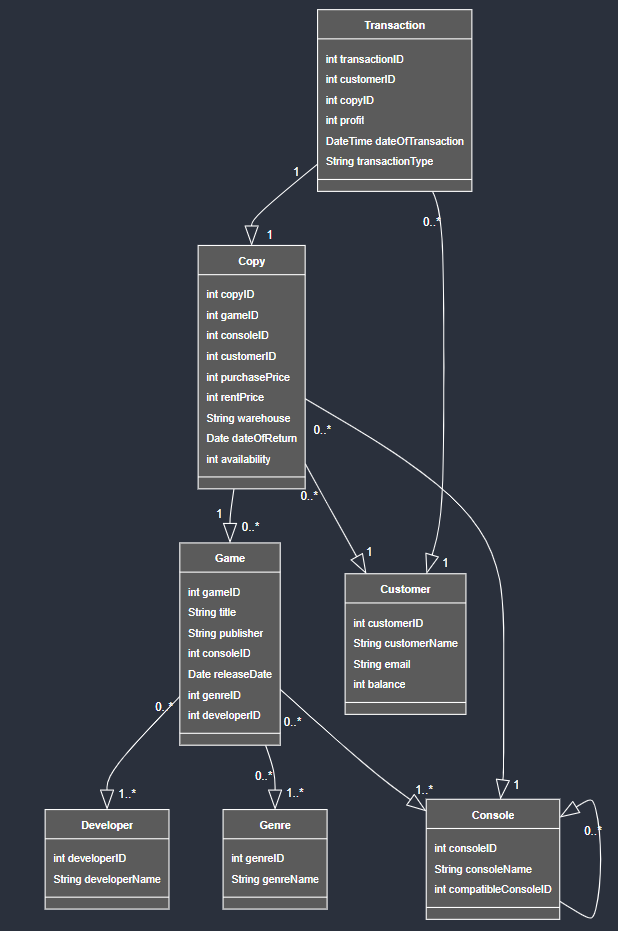 Transaction
int transactionID
int customerID
int copyID
int profil
DateTime dateOfTransaction
String transactionType
1
0..*
1
Copy
int copyID
int gameID
int consoleID
int customerID
int purchasePrice
int rentPrice
String warehouse
Date dateOfReturn
int availability
0..*
0..*
1
0..*
1
1
Game
int gameID
String title
String publisher
int consoleID
Date releaseDate
int genreID
int developerID
Customer
int customerID
String customerName
String email
int balance
0..*
0..*
0..*
1..*
1..*
1..*
1
Developer
int developerID
String developerName
Genre
int genreID
String genreName
Console
int consoleID
String consoleName
int compatibleConsoleID
0..*